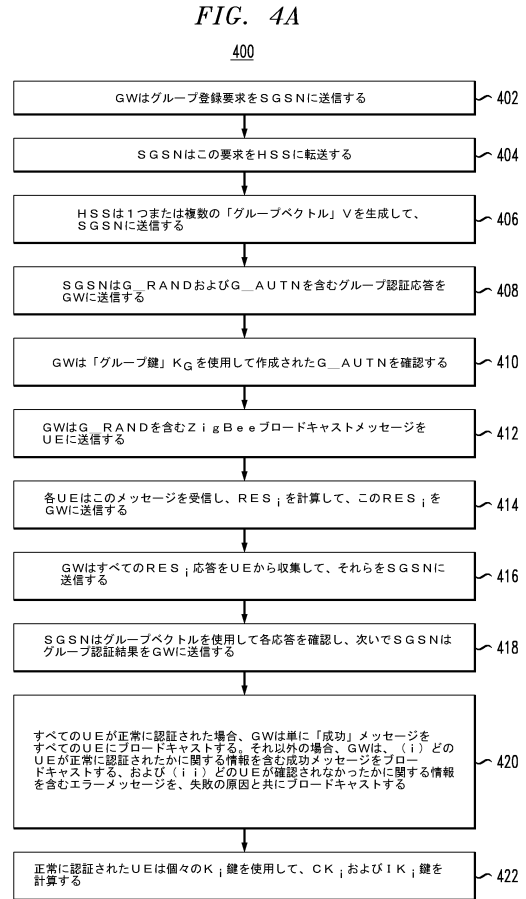 FIG. 4A
400
GWはグループ登録要求をSGSNに送信する
402
SGSNはこの要求をHSSに転送する
404
HSSは1つまたは複数の「グループベクトル」Vを生成して、
SGSNに送信する
406
SGSNはG_RANDおよびG_AUTNを含むグループ認証応答を
GWに送信する
408
GWは「グループ鍵」KGを使用して作成されたG_AUTNを確認する
410
GWはG_RANDを含むZigBeeブロードキャストメッセージを
UEに送信する
412
各UEはこのメッセージを受信し、RESiを計算して、このRESiを
GWに送信する
414
GWはすべてのRESi応答をUEから収集して、それらをSGSNに
送信する
416
SGSNはグループベクトルを使用して各応答を確認し、次いでSGSNは
グループ認証結果をGWに送信する
418
すべてのUEが正常に認証された場合、GWは単に「成功」メッセージを
すべてのUEにブロードキャストする。それ以外の場合、GWは、(i)どの
UEが正常に認証されたかに関する情報を含む成功メッセージをブロー
ドキャストする、および(ii)どのUEが確認されなかったかに関する情報
を含むエラーメッセージを、失敗の原因と共にブロードキャストする
420
正常に認証されたUEは個々のKi鍵を使用して、CKiおよびIKi鍵を
計算する
422